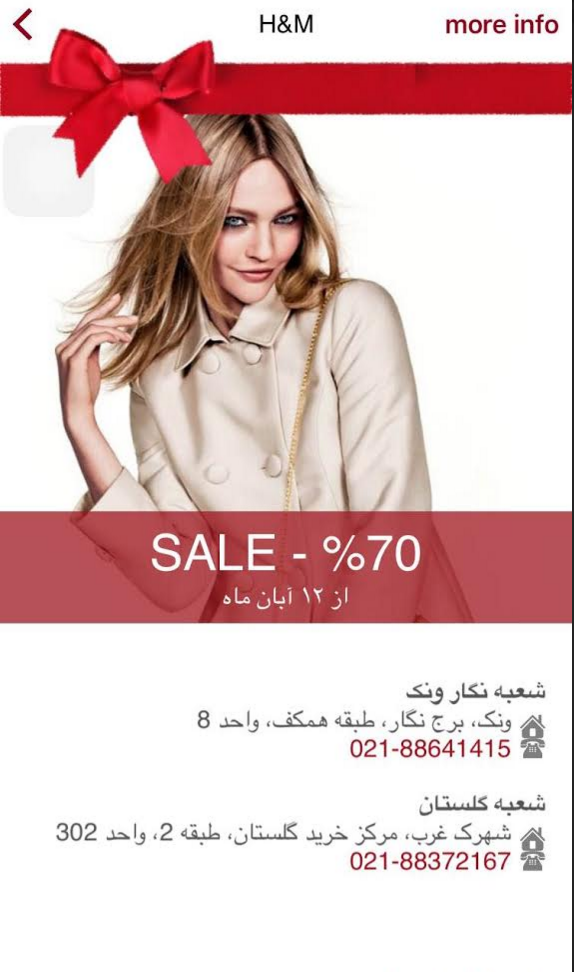 H&M
more info
SALE - %70
از ۱۲ آبان ماه
شعبه نگار ونک
ونک، برج نگار، طبقه همکف، واحد 8
021-88641415
شعبه گلستان
شهرک غرب، مرکز خرید گلستان، طبقه 2، واحد 302
021-88372167